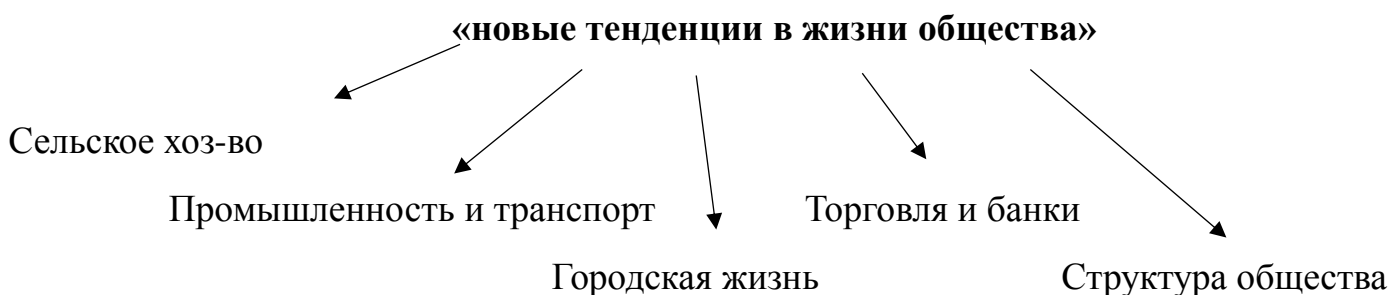 «новые тенденции в жизни общества»
Сельское хоз-во
Промышленность и транспорт
Торговля и банки
Городская жизнь
Структура общества